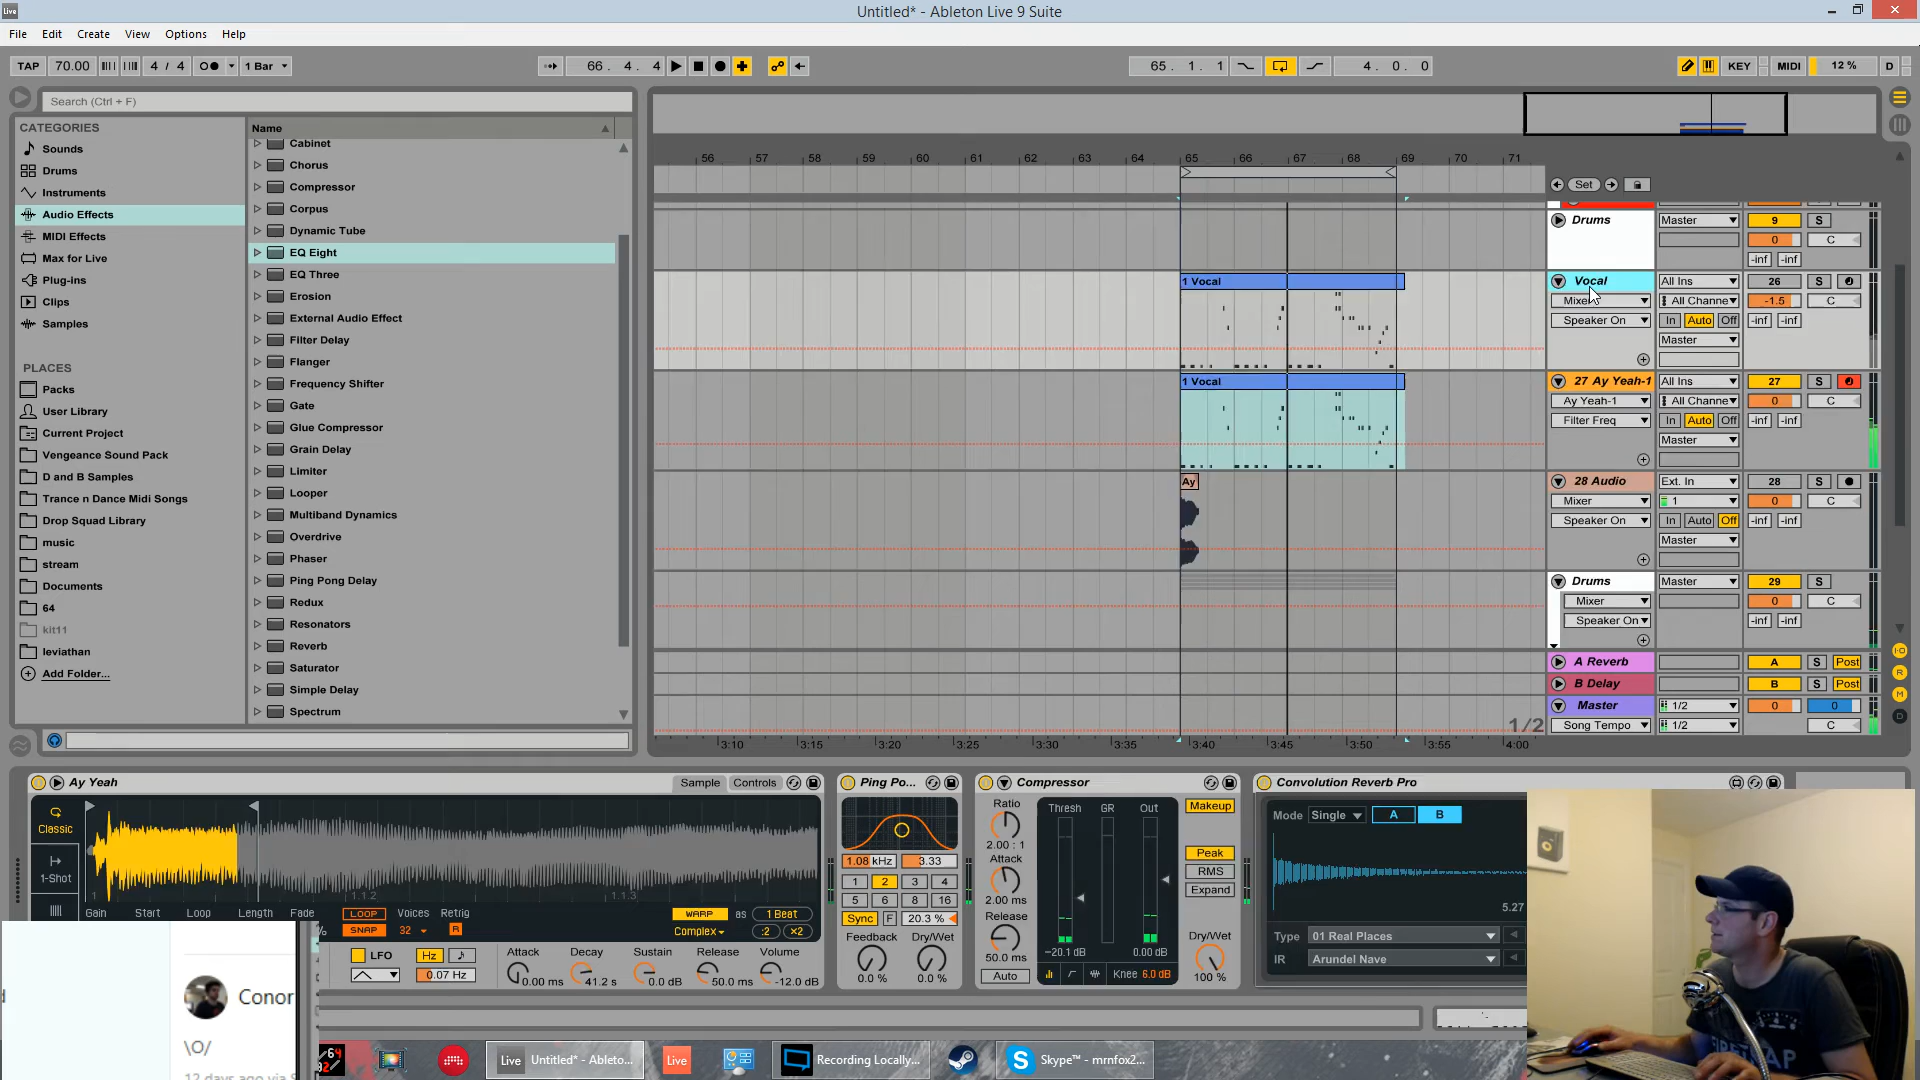 Untitled* - Ableton Live 9 Suite
Live
File Edit Create View Options Help
TAP 70.00 4 / 4 1 Bar 66. 4. 4 65. 1. 1 4. 0. 0 KEY MIDI 12 % D
Search (Ctrl + F)
CATEGORIES
Sounds
Drums
Instruments
Audio Effects
MIDI Effects
Max for Live
Plug-ins
Clips
Samples
PLACES
Packs
User Library
Current Project
Vengeance Sound Pack
D and B Samples
Trance n Dance Midi Songs
Drop Squad Library
music
stream
Documents
64
kit11
leviathan
Add Folder...
Name
Cabinet
Chorus
Compressor
Corpus
Dynamic Tube
EQ Eight
EQ Three
Erosion
External Audio Effect
Filter Delay
Flanger
Frequency Shifter
Gate
Glue Compressor
Grain Delay
Limiter
Looper
Multiband Dynamics
Overdrive
Phaser
Ping Pong Delay
Redux
Resonators
Reverb
Saturator
Simple Delay
Spectrum
56 57 58 59 60 61 62 63 64 65 66 67 68 69 70 71
Set
Drums Master 9 S
0 C
-inf -inf
1 Vocal
Vocal All Ins 26 S
Mixer All Channe -1.5 C
Speaker On In Auto Off -inf -inf
Master
1 Vocal
27 Ay Yeah-1 All Ins 27 S
Ay Yeah-1 All Channe 0 C
Filter Freq In Auto Off -inf -inf
Master
Ay
28 Audio Ext. In 28 S
Mixer 1 0 C
Speaker On In Auto Off -inf -inf
Master
Drums Master 29 S
Mixer 0 C
Speaker On -inf -inf
A Reverb A S Post
B Delay B S Post
Master 1/2 0 0
Song Tempo 1/2 C
1/2
3:10 3:15 3:20 3:25 3:30 3:35 3:40 3:45 3:50 3:55 4:00
I·O
R
M
D
Ay Yeah Sample Controls
Classic
1-Shot
1 1.1.2 1.1.3
Gain Start Loop Length Fade LOOP Voices Retrig WARP as 1 Beat
SNAP 32 R Complex :2 ×2
LFO Hz Attack Decay Sustain Release Volume
0.07 Hz 0.00 ms 41.2 s 0.0 dB 50.0 ms -12.0 dB
Ping Po...
1.08 kHz 3.33
1 2 3 4
5 6 8 16
Sync F 20.3 %
Feedback Dry/Wet
0.0 % 0.0 %
Compressor
Ratio
2.00 : 1
Attack
2.00 ms
Release
50.0 ms
Auto
Thresh GR Out
-20.1 dB 0.00 dB
Knee 6.0 dB
Makeup
Peak
RMS
Expand
Dry/Wet
100 %
Convolution Reverb Pro
Mode Single A B
5.27
Type 01 Real Places
IR Arundel Nave
Conor
\O/
12 days ago via
64
Live Untitled* - Ableto...
Live
Recording Locally...
Skype™ - mrnfox2...